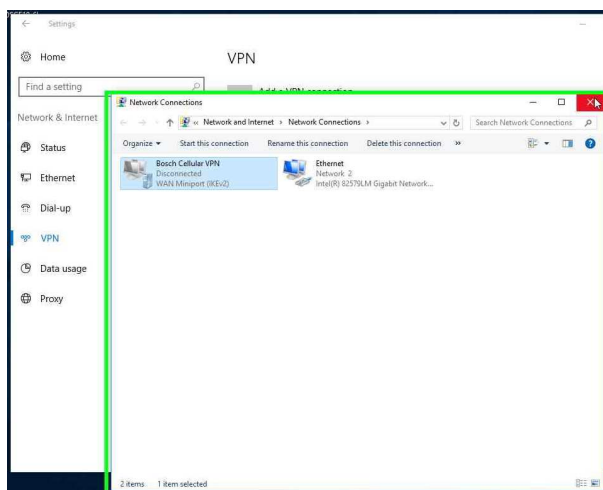 Settings
Home
VPN
Find a setting
Add a VPN connection
Network & Internet
Status
Ethernet
Dial-up
VPN
Data usage
Proxy
Network Connections
« Network and Internet › Network Connections ›
Search Network Connections
Organize Start this connection Rename this connection Delete this connection »
Bosch Cellular VPN
Disconnected
WAN Miniport (IKEv2)
Ethernet
Network 2
Intel(R) 82579LM Gigabit Network...
2 items 1 item selected